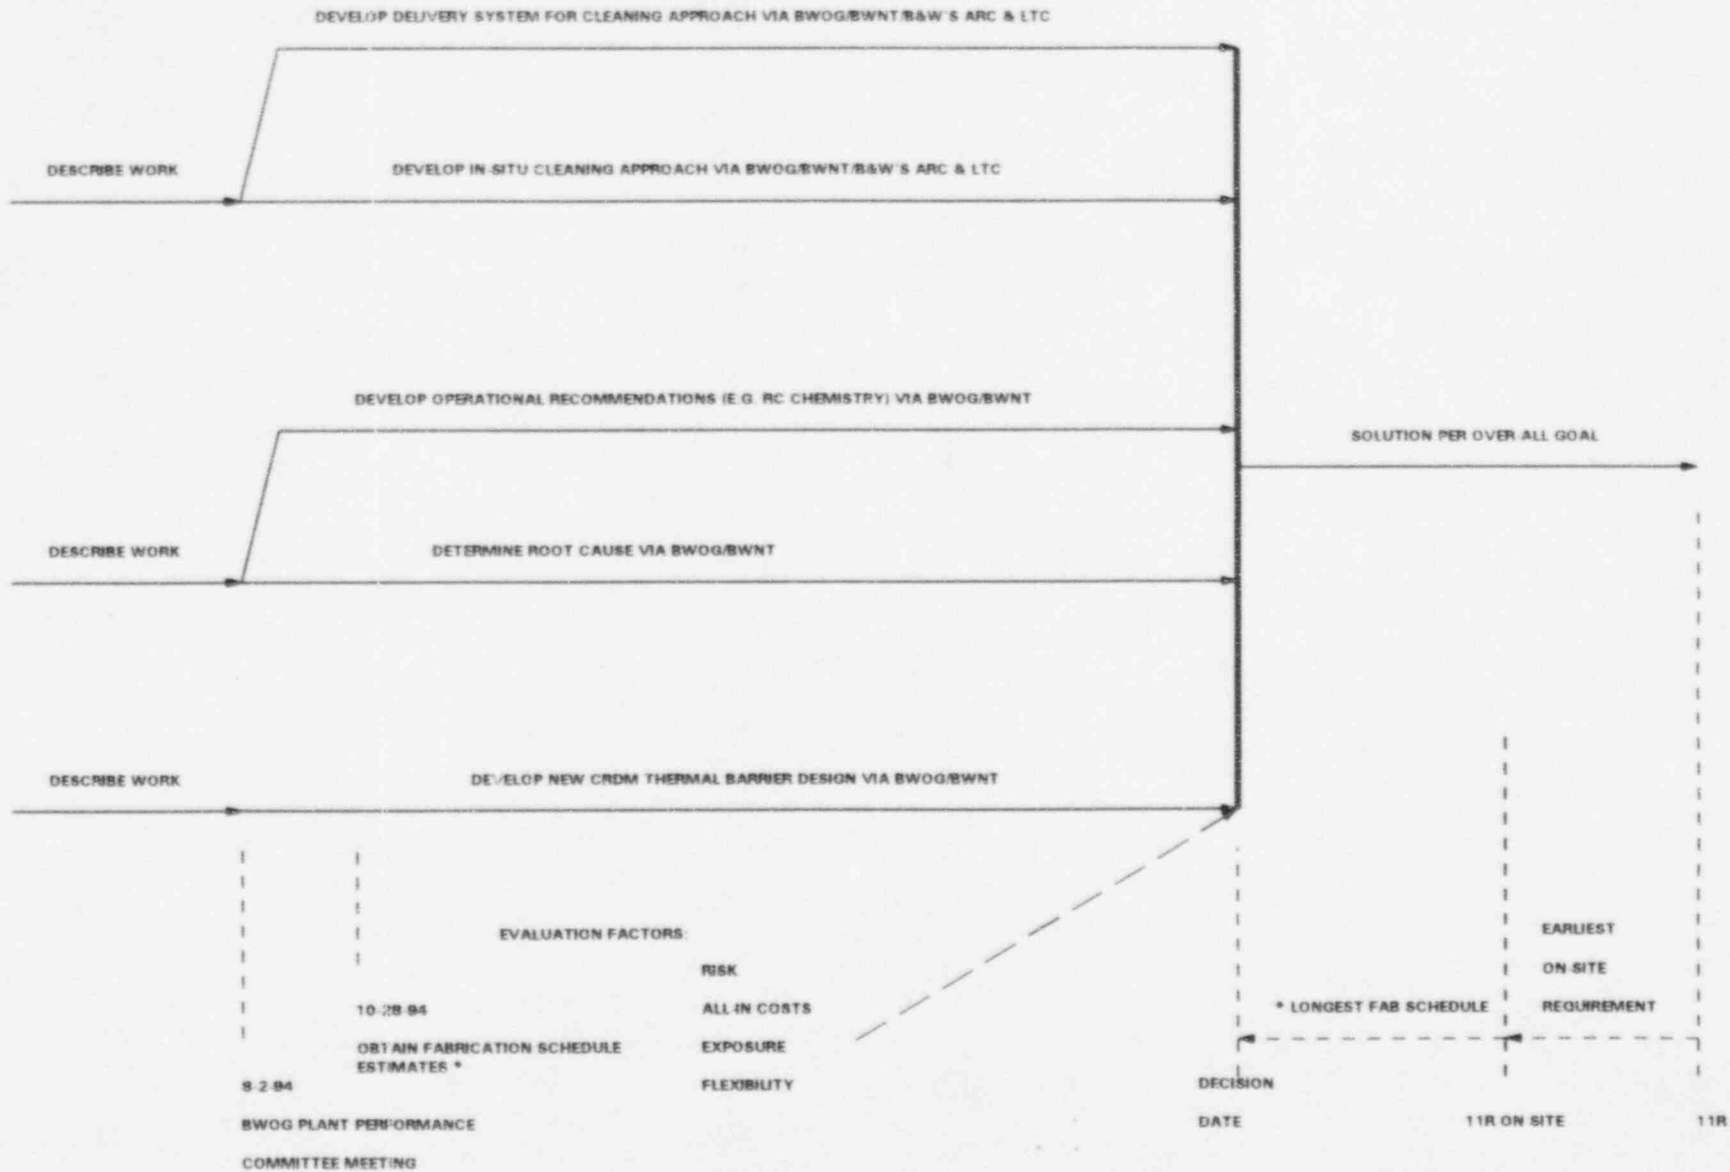 DEVELOP DELIVERY SYSTEM FOR CLEANING APPROACH VIA BWOG/BWNT/B&W'S ARC & LTC
DESCRIBE WORK
DEVELOP IN-SITU CLEANING APPROACH VIA BWOG/BWNT/B&W'S ARC & LTC
DEVELOP OPERATIONAL RECOMMENDATIONS (E.G. RC CHEMISTRY) VIA BWOG/BWNT
SOLUTION PER OVER-ALL GOAL
DESCRIBE WORK
DETERMINE ROOT CAUSE VIA BWOG/BWNT
DESCRIBE WORK
DEVELOP NEW CRDM THERMAL BARRIER DESIGN VIA BWOG/BWNT
EVALUATION FACTORS:
RISK
ALL-IN COSTS
EXPOSURE
FLEXIBILITY
10-28-94
OBTAIN FABRICATION SCHEDULE
ESTIMATES *
BWOG PLANT PERFORMANCE
COMMITTEE MEETING
* LONGEST FAB SCHEDULE
EARLIEST
ON-SITE
REQUIREMENT
DECISION
DATE
11R ON SITE
11R